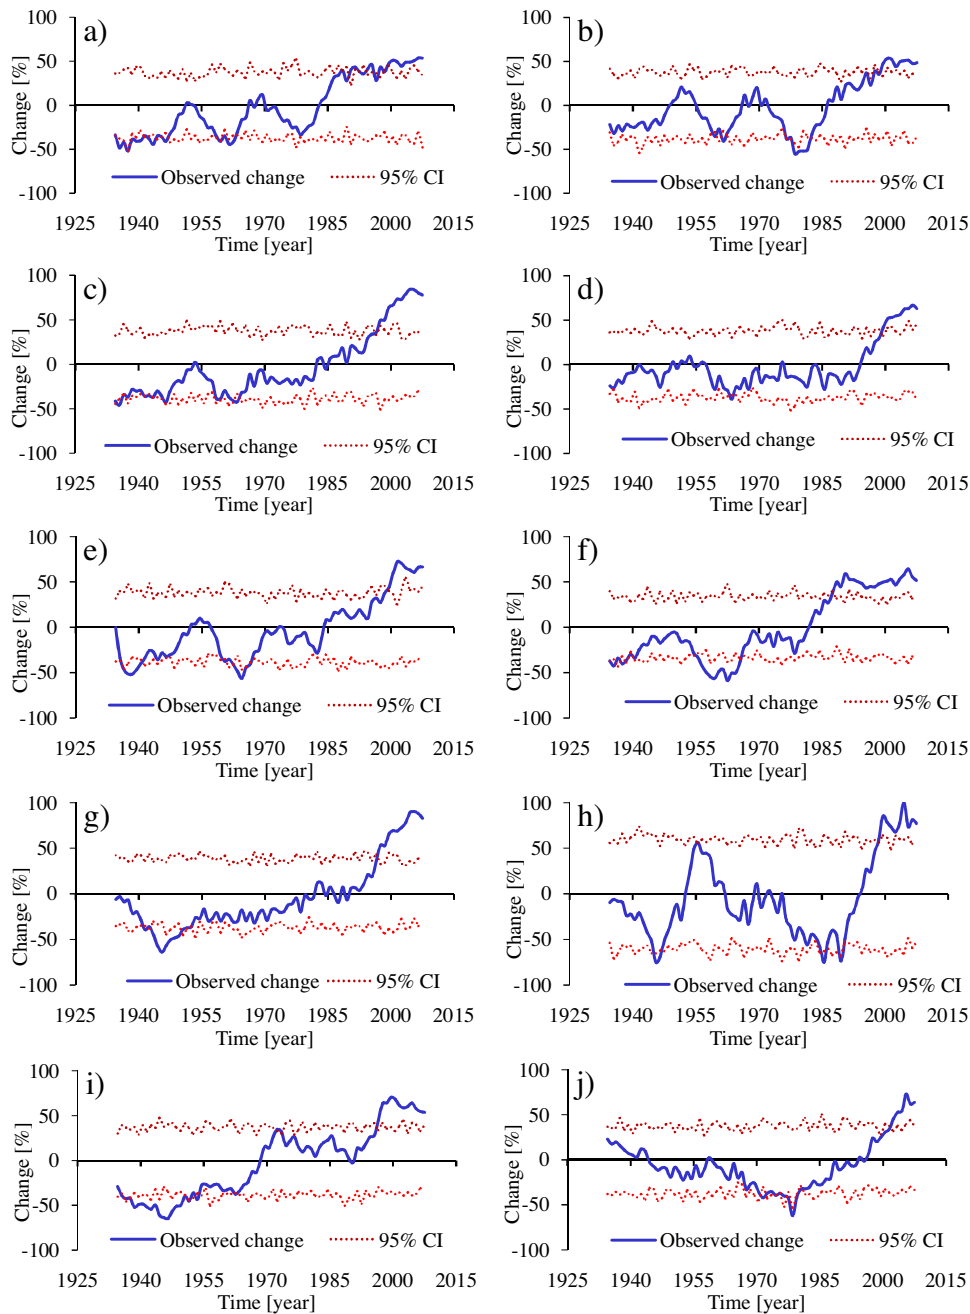 100 a) 100 b)
50 50
0 0
-50 -50
-100 -100
Change [%] Change [%]
Observed change 95% CI Observed change 95% CI
1925 1940 1955 1970 1985 2000 2015 1925 1940 1955 1970 1985 2000 2015
Time [year] Time [year]
100 c) 100 d)
50 50
0 0
-50 -50
-100 -100
Change [%] Change [%]
Observed change 95% CI Observed change 95% CI
1925 1940 1955 1970 1985 2000 2015 1925 1940 1955 1970 1985 2000 2015
Time [year] Time [year]
100 e) 100 f)
50 50
0 0
-50 -50
-100 -100
Change [%] Change [%]
Observed change 95% CI Observed change 95% CI
1925 1940 1955 1970 1985 2000 2015 1925 1940 1955 1970 1985 2000 2015
Time [year] Time [year]
100 g) 100 h)
50 50
0 0
-50 -50
-100 -100
Change [%] Change [%]
Observed change 95% CI Observed change 95% CI
1925 1940 1955 1970 1985 2000 2015 1925 1940 1955 1970 1985 2000 2015
Time [year] Time [year]
100 i) 100 j)
50 50
0 0
-50 -50
-100 -100
Change [%] Change [%]
Observed change 95% CI Observed change 95% CI
1925 1940 1955 1970 1985 2000 2015 1925 1940 1955 1970 1985 2000 2015
Time [year] Time [year]